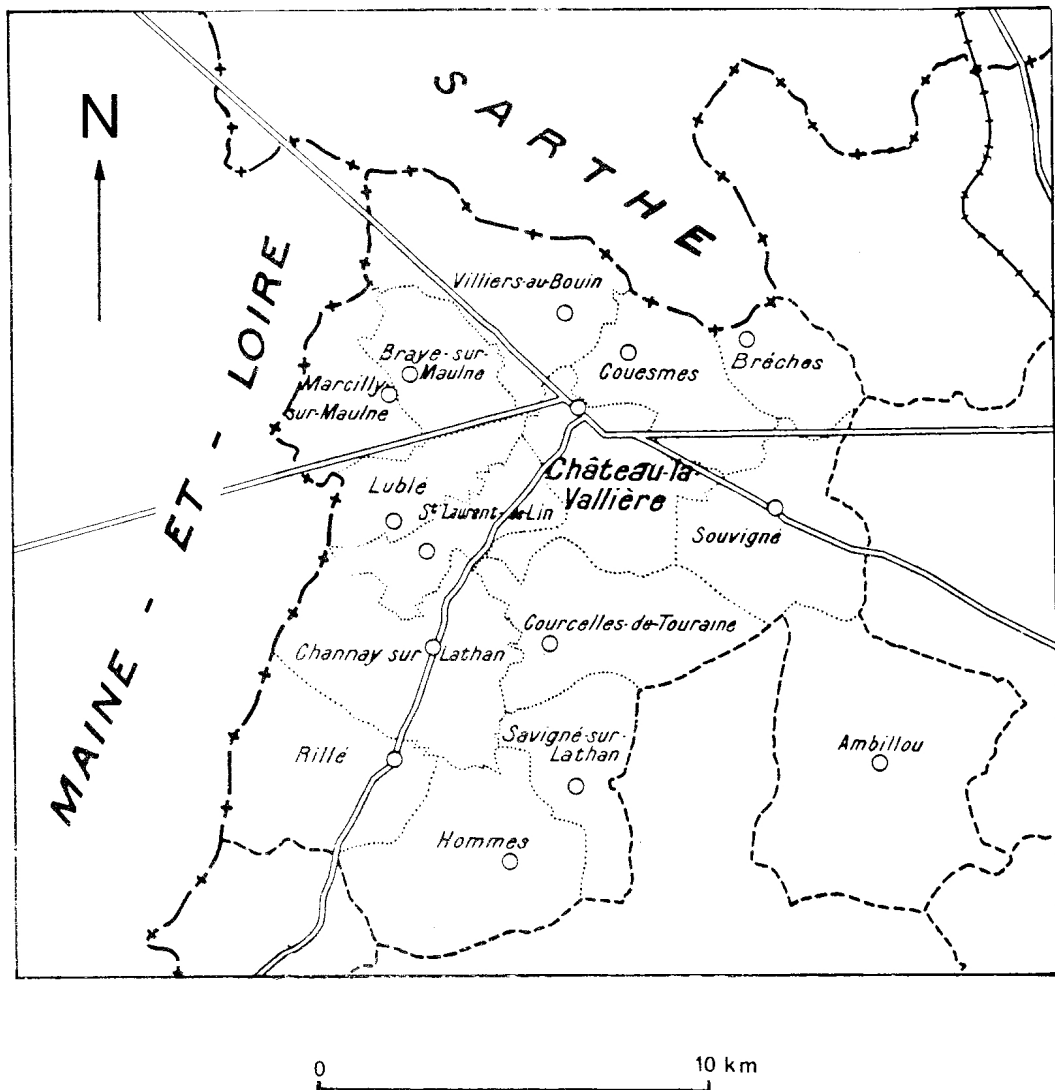 N
SARTHE
MAINE - ET - LOIRE
Villiers-au-Bouin
Braye-sur-
Maulne
Marcilly-
sur-Maulne
Couesmes
Brèches
Château-la-
Vallière
Lublé
St Laurent-de-Lin
Souvigné
Courcelles-de-Touraine
Channay sur Lathan
Savigné-sur-
Lathan
Rillé
Ambillou
Hommes
0 10 km